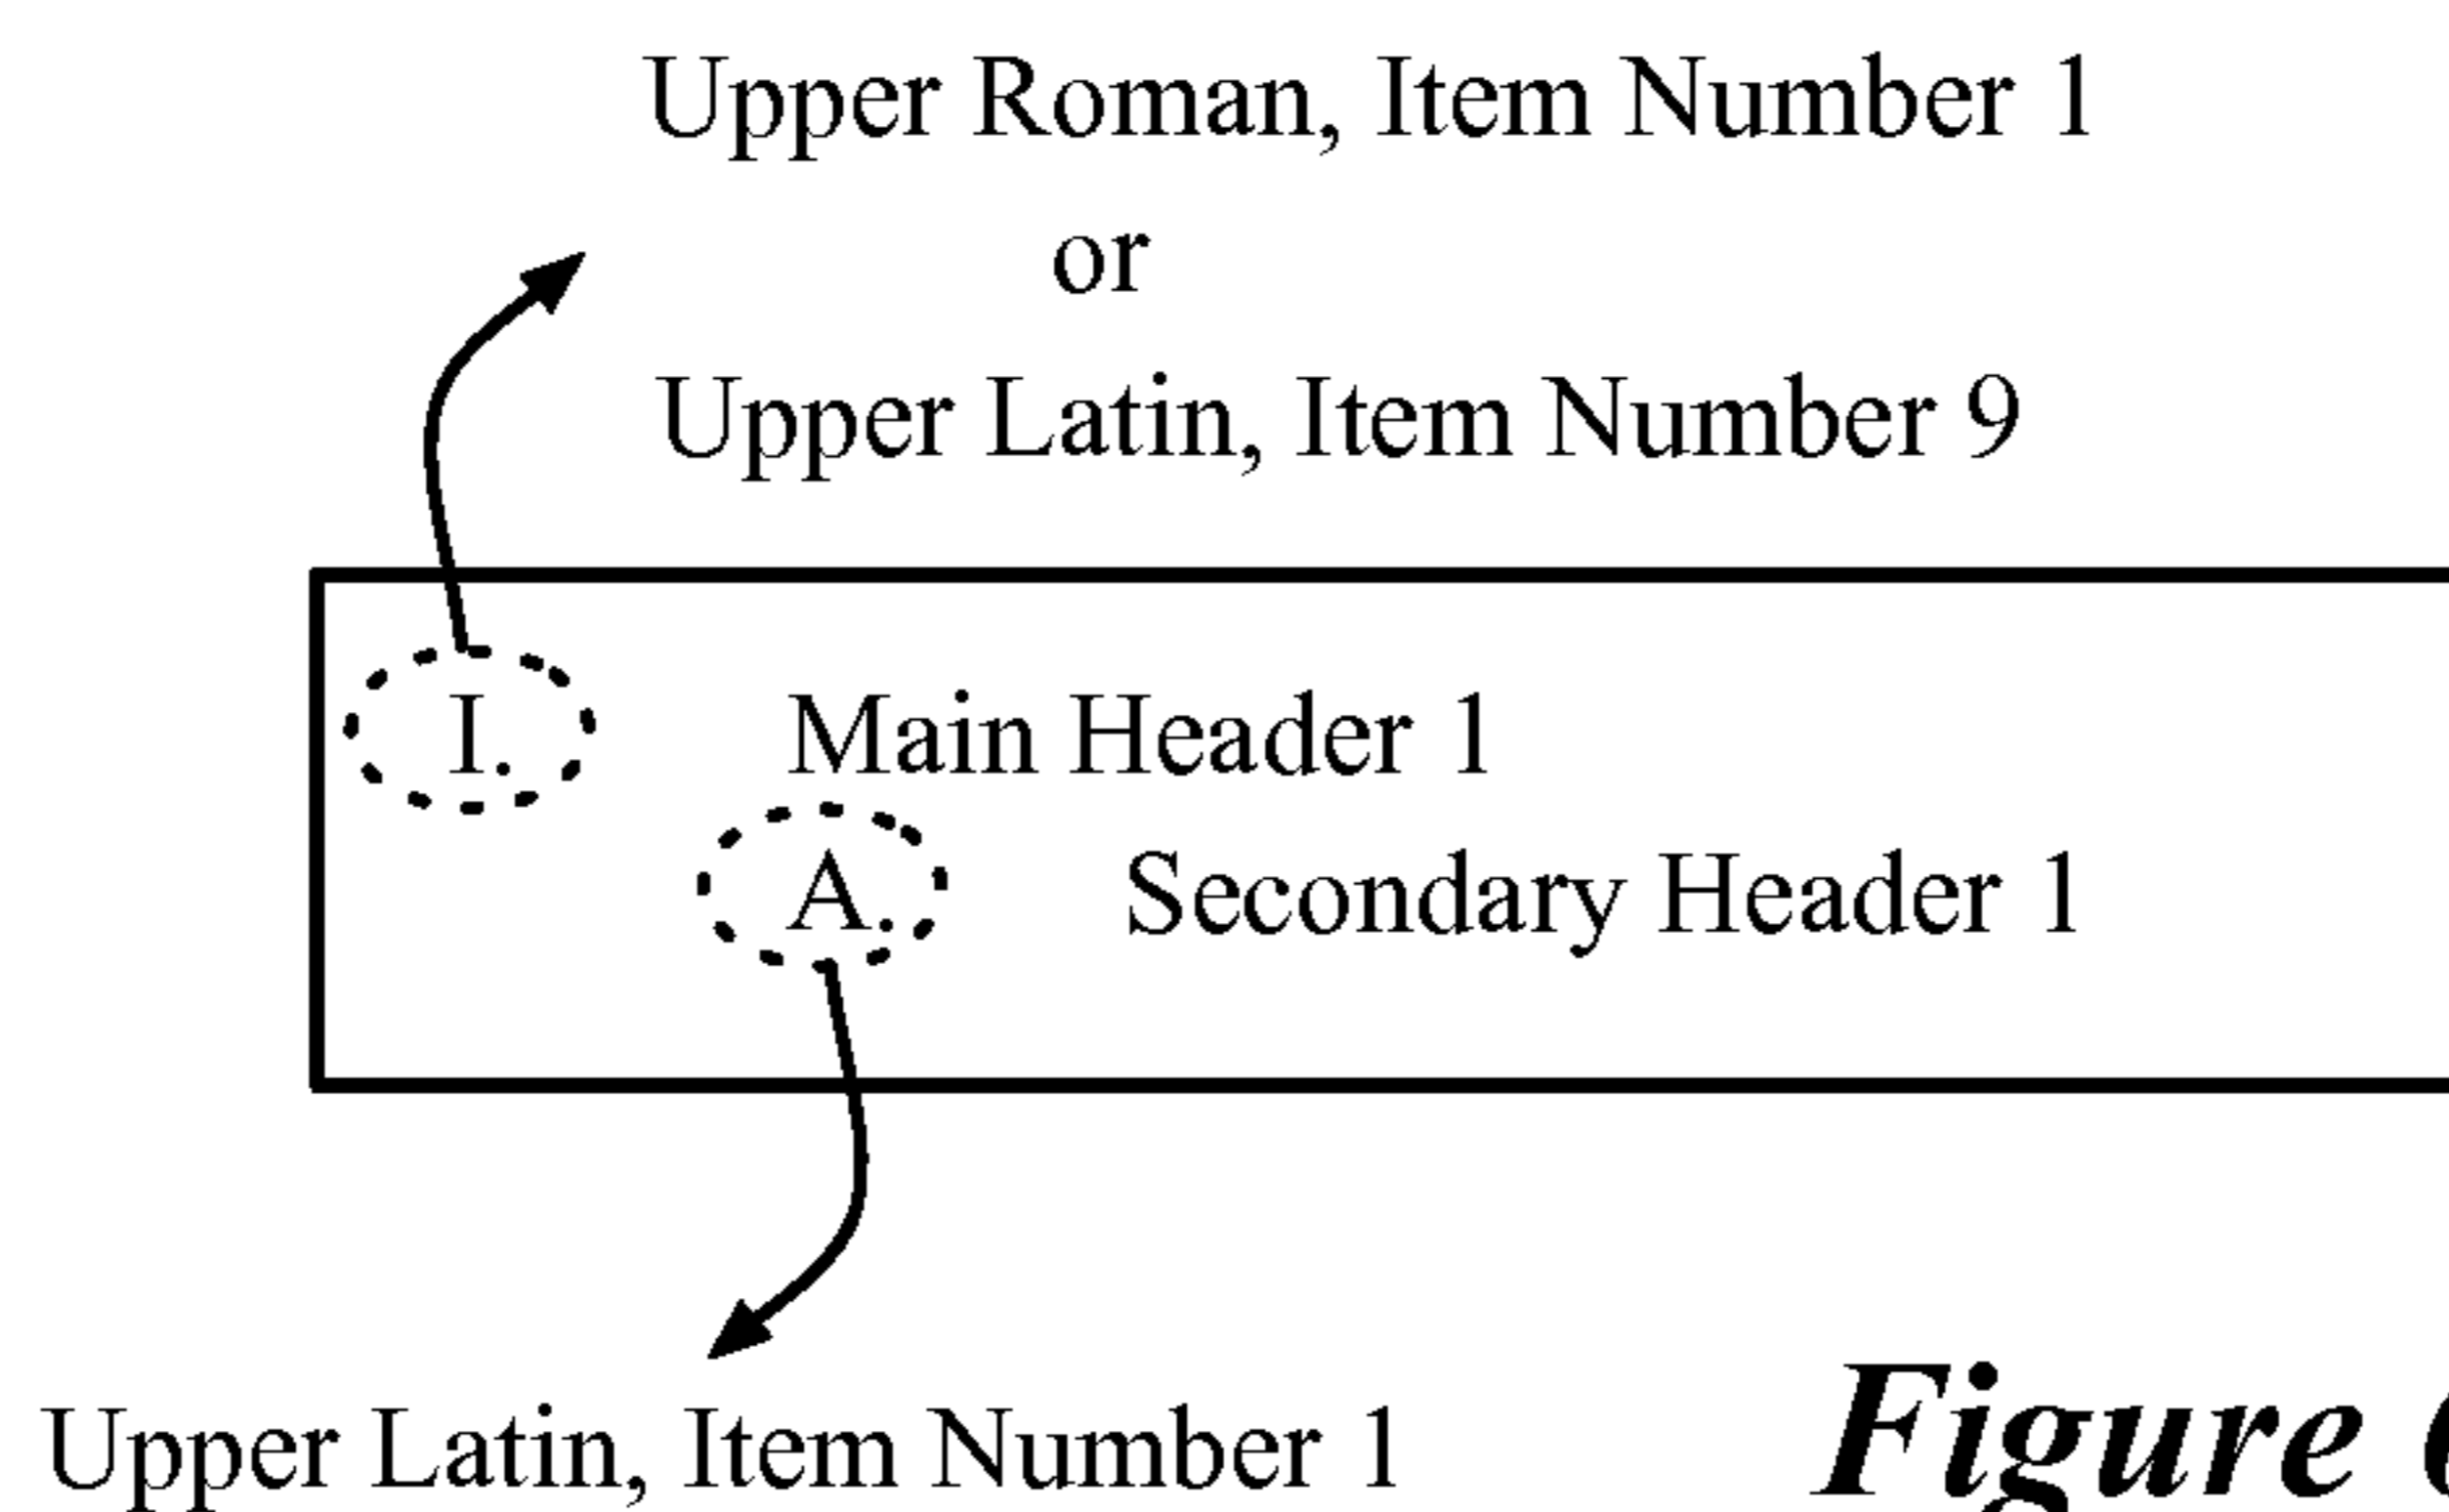 Upper Roman, Item Number 1
or
Upper Latin, Item Number 9
I. Main Header 1
A. Secondary Header 1
Upper Latin, Item Number 1
Figure